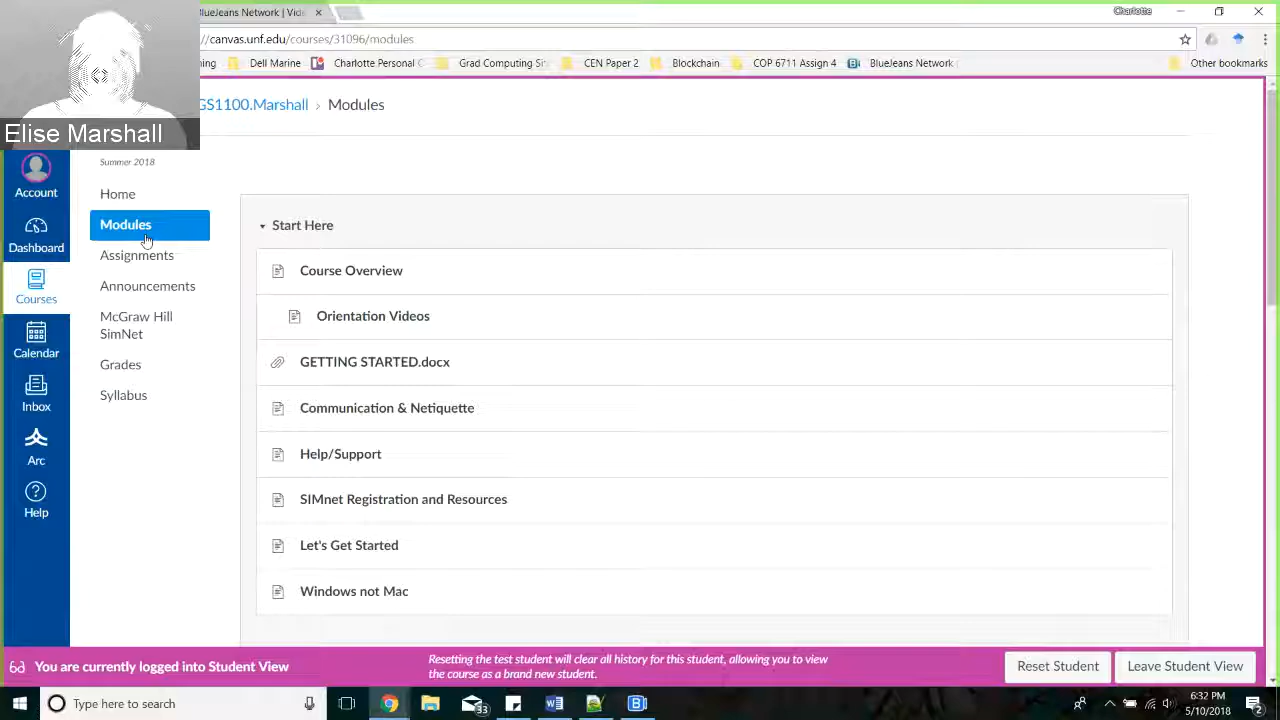 BlueJeans Network | Vide
Charlotte
//canvas.unf.edu/courses/31096/modules
Dell Marine
Charlotte Personal C
Grad Computing Sit
CEN Paper 2
Blockchain
COP 6711 Assign 4
BlueJeans Network
Other bookmarks
GS1100.Marshall › Modules
Elise Marshall
Summer 2018
Account
Dashboard
Courses
Calendar
Inbox
Arc
Help
Home
Modules
Assignments
Announcements
McGraw Hill
SimNet
Grades
Syllabus
Start Here
Course Overview
Orientation Videos
GETTING STARTED.docx
Communication & Netiquette
Help/Support
SIMnet Registration and Resources
Let's Get Started
Windows not Mac
You are currently logged into Student View
Resetting the test student will clear all history for this student, allowing you to view
the course as a brand new student.
Reset Student
Leave Student View
Type here to search
33
6:32 PM
5/10/2018
2